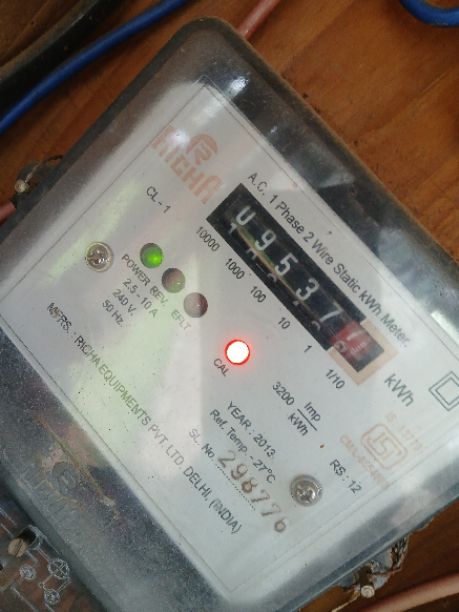 RICHA
A.C. 1 Phase 2 Wire Static kWh Meter.
CL - 1
09537
10000 1000 100 10 1 1/10
kWh
POWER REV. E/LT
2.5 - 10 A
240 V.
50 Hz.
CAL
3200 Imp
kWh
MFRS. : RICHA EQUIPMENTS PVT. LTD. DELHI, (INDIA)
YEAR : 2013
Ref. Temp. - 27°C
SL. No. 298776
RS : 12